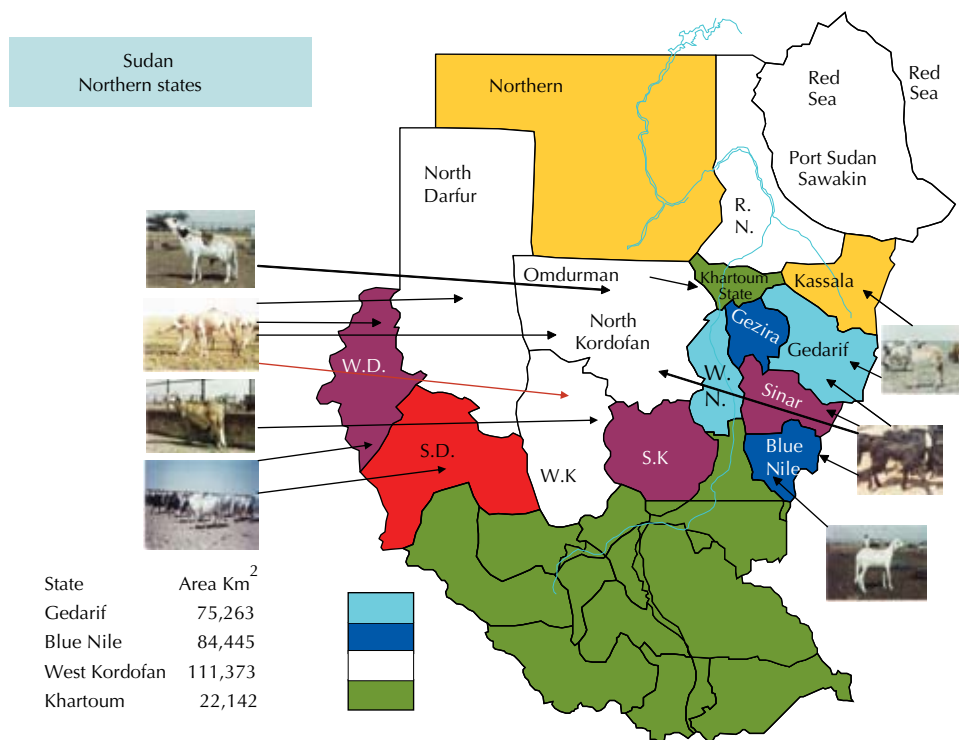 Sudan
Northern states
Northern
Red
Sea
Red
Sea
Port Sudan
Sawakin
North
Darfur
R.
N.
Omdurman
Khartoum
State
Kassala
North
Kordofan
Gezira
Gedarif
W.D.
W.
N.
Sinar
S.D.
W.K
S.K
Blue
Nile
State Area Km2
Gedarif 75,263
Blue Nile 84,445
West Kordofan 111,373
Khartoum 22,142